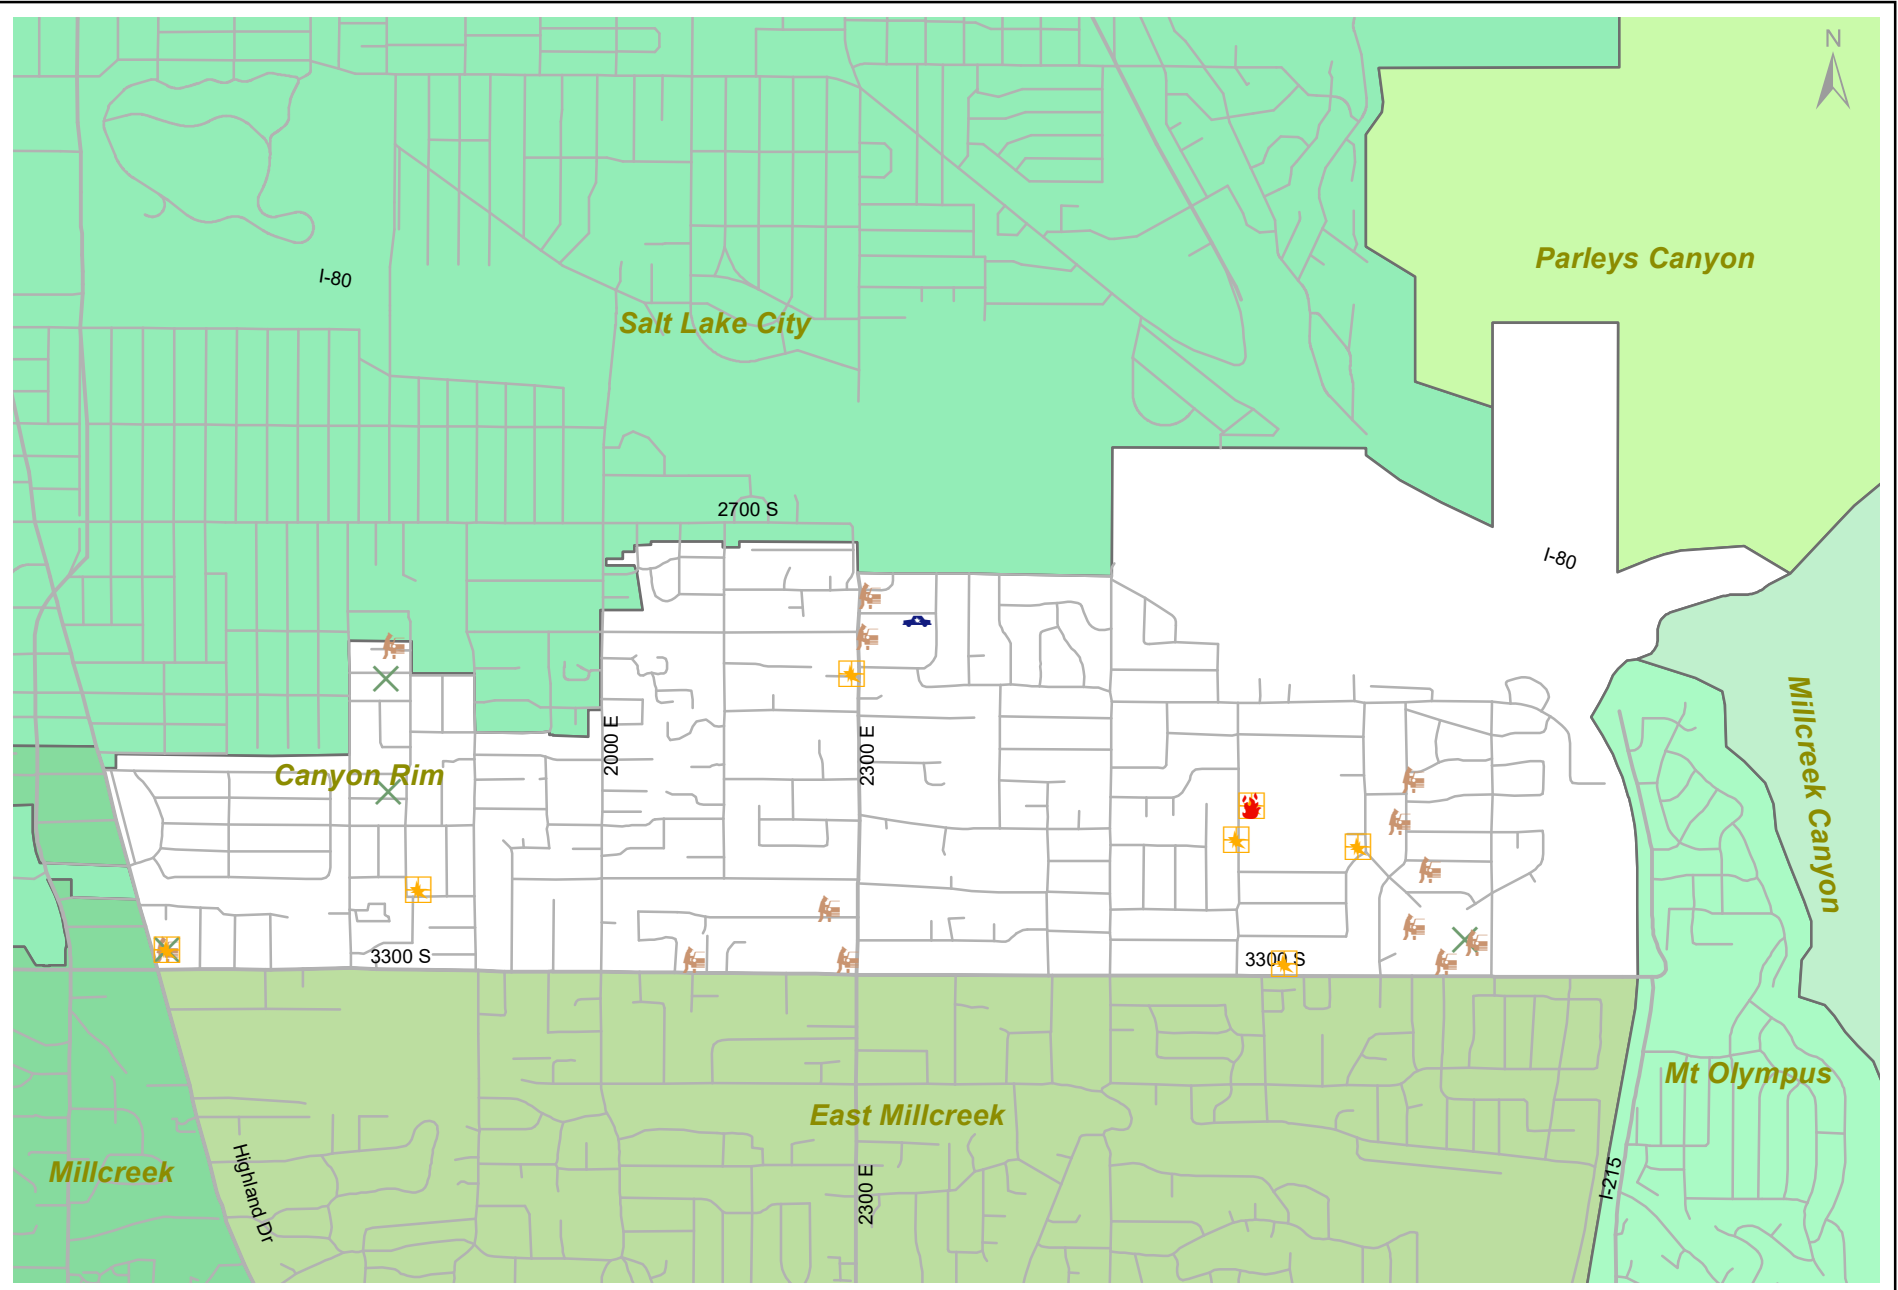 N
Parleys Canyon
I-80
Salt Lake City
2700 S
I-80
2000 E
2300 E
Canyon Rim
Millcreek Canyon
3300 S
3300 S
Mt Olympus
East Millcreek
Millcreek
Highland Dr
2300 E
I-215